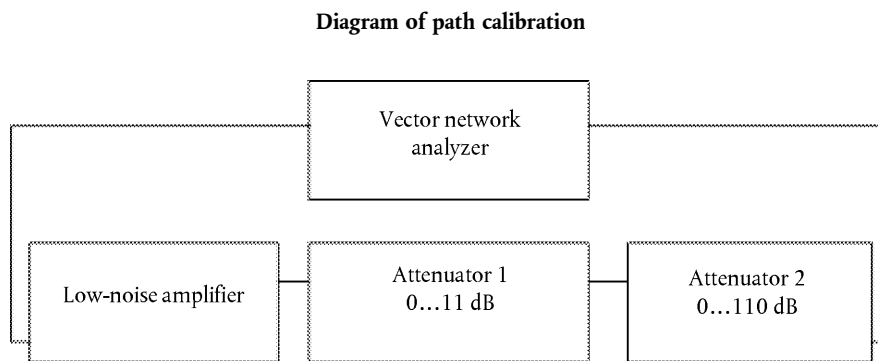 Diagram of path calibration
Vector network
analyzer
Low-noise amplifier
Attenuator 1
0...11 dB
Attenuator 2
0...110 dB